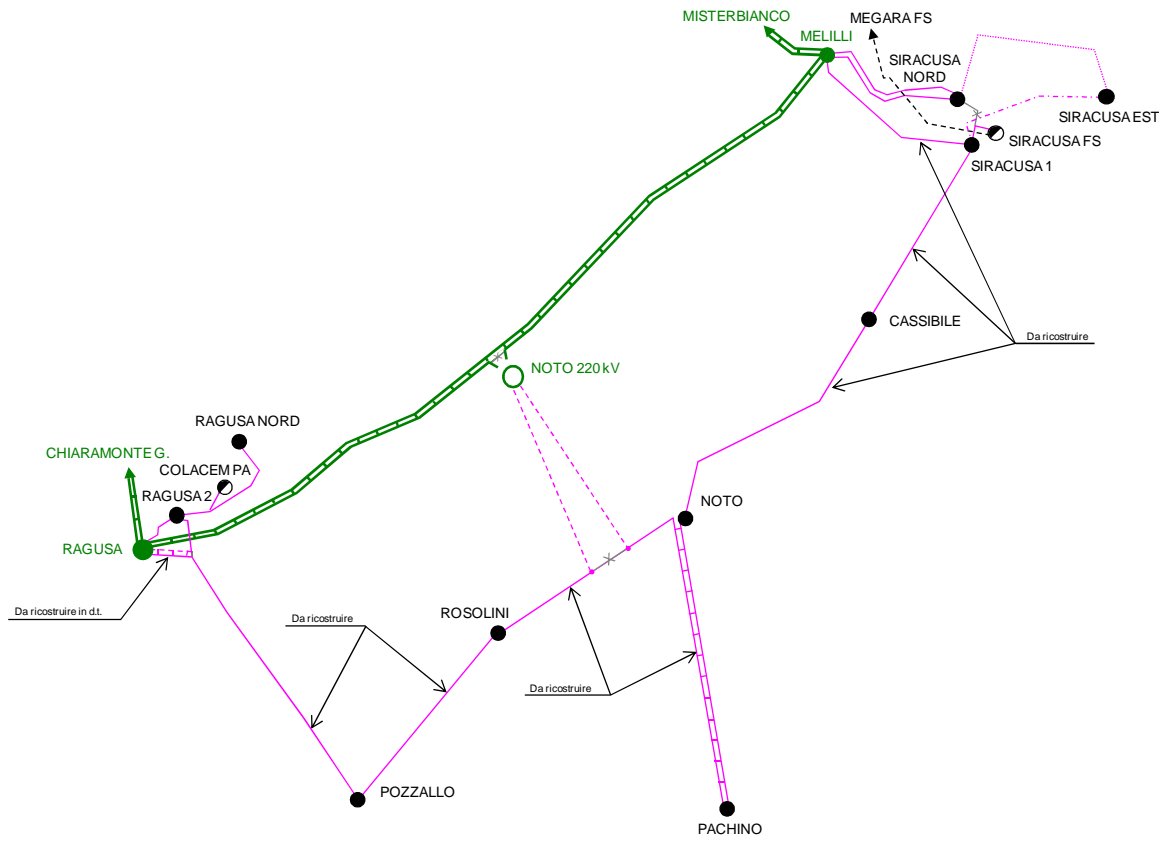 MISTERBIANCO
MEGARA FS
MELILLI
SIRACUSA
NORD
SIRACUSA EST
SIRACUSA FS
SIRACUSA 1
CASSIBILE
Da ricostruire
NOTO 220 kV
RAGUSA NORD
CHIARAMONTE G.
COLACEM PA
RAGUSA 2
NOTO
RAGUSA
Da ricostruire in d.t.
ROSOLINI
Da ricostruire
Da ricostruire
POZZALLO
PACHINO